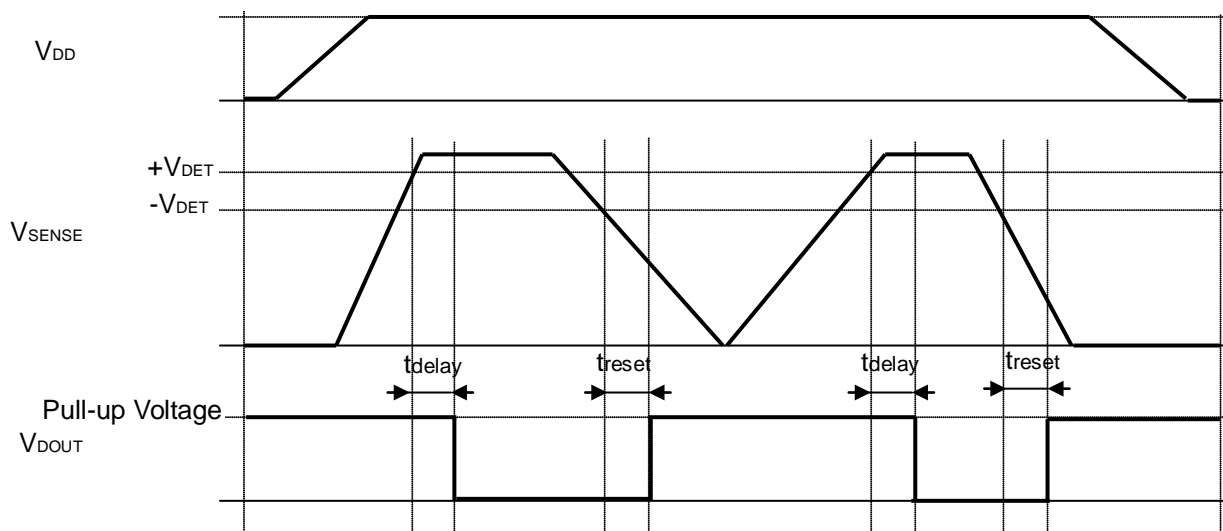 VDD
+VDET
-VDET
VSENSE
tdelay
treset
tdelay
treset
Pull-up Voltage
VDOUT